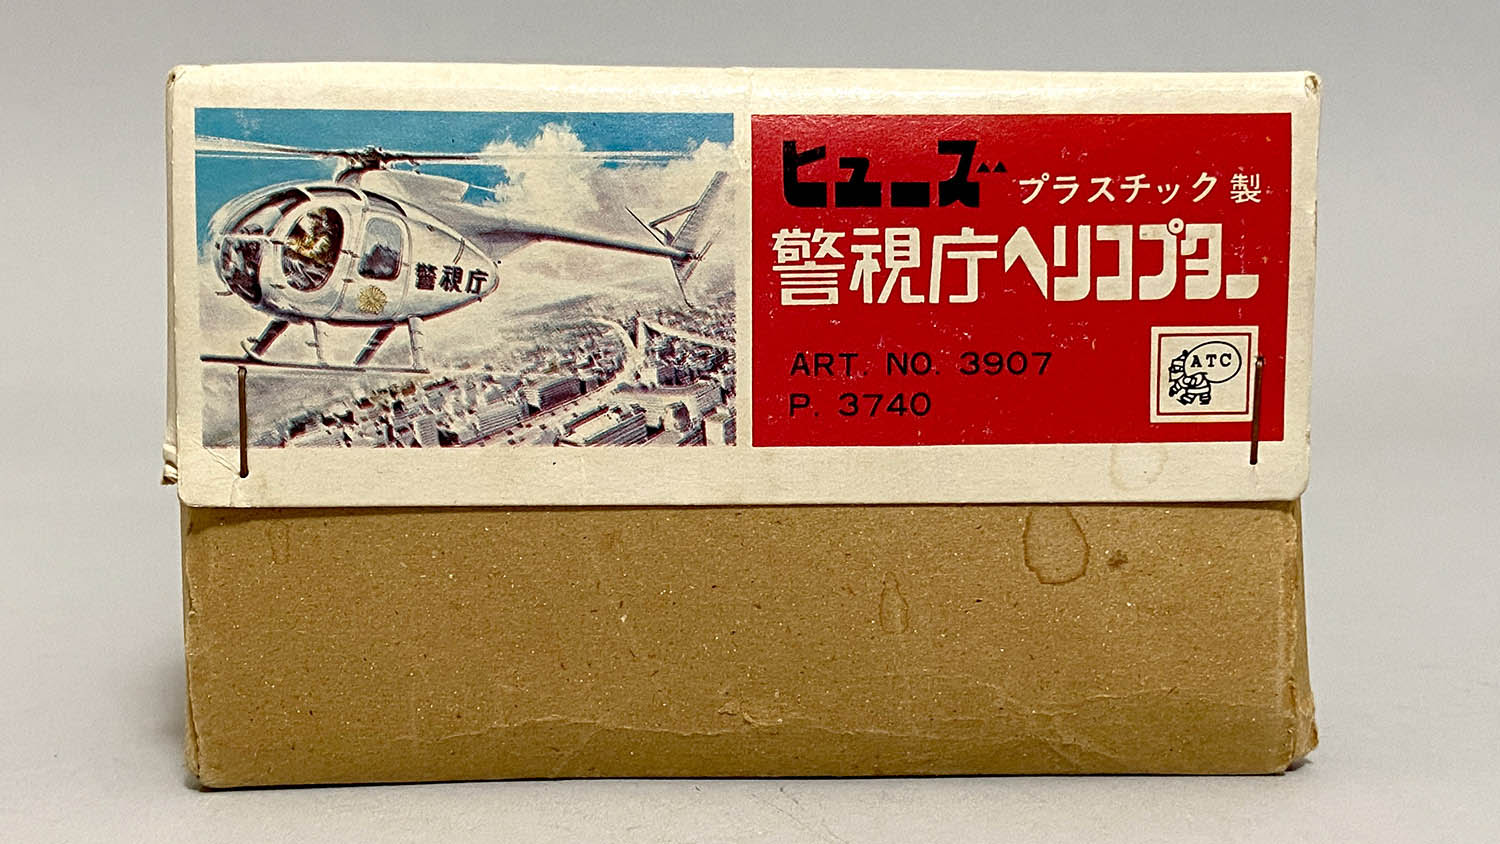 警視庁
ヒューズ プラスチック製
警視庁ヘリコプター
ART. NO. 3907
P. 3740
ATC